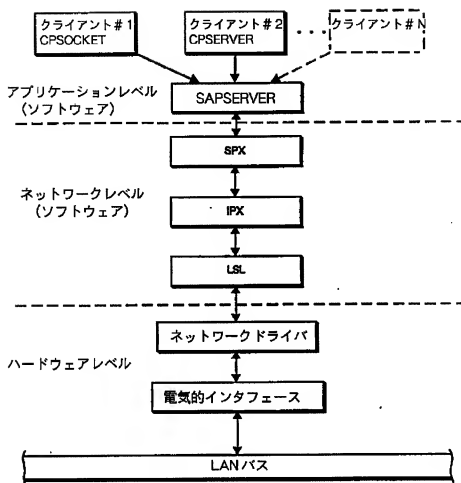 クライアント#1
CPSOCKET
クライアント#2
CPSERVER
・・・
クライアント#N
アプリケーションレベル
(ソフトウェア)
SAPSERVER
SPX
ネットワークレベル
(ソフトウェア)
IPX
LSL
ネットワークドライバ
ハードウェアレベル
電気的インタフェース
LANバス